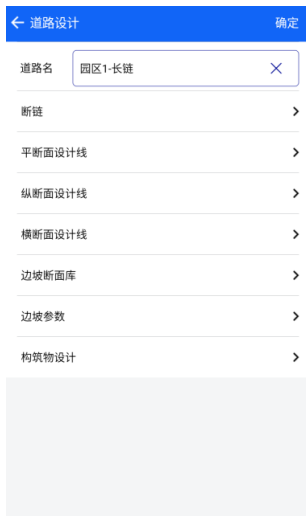 道路设计 确定
道路名 园区1-长链
断链
平断面设计线
纵断面设计线
横断面设计线
边坡断面库
边坡参数
构筑物设计